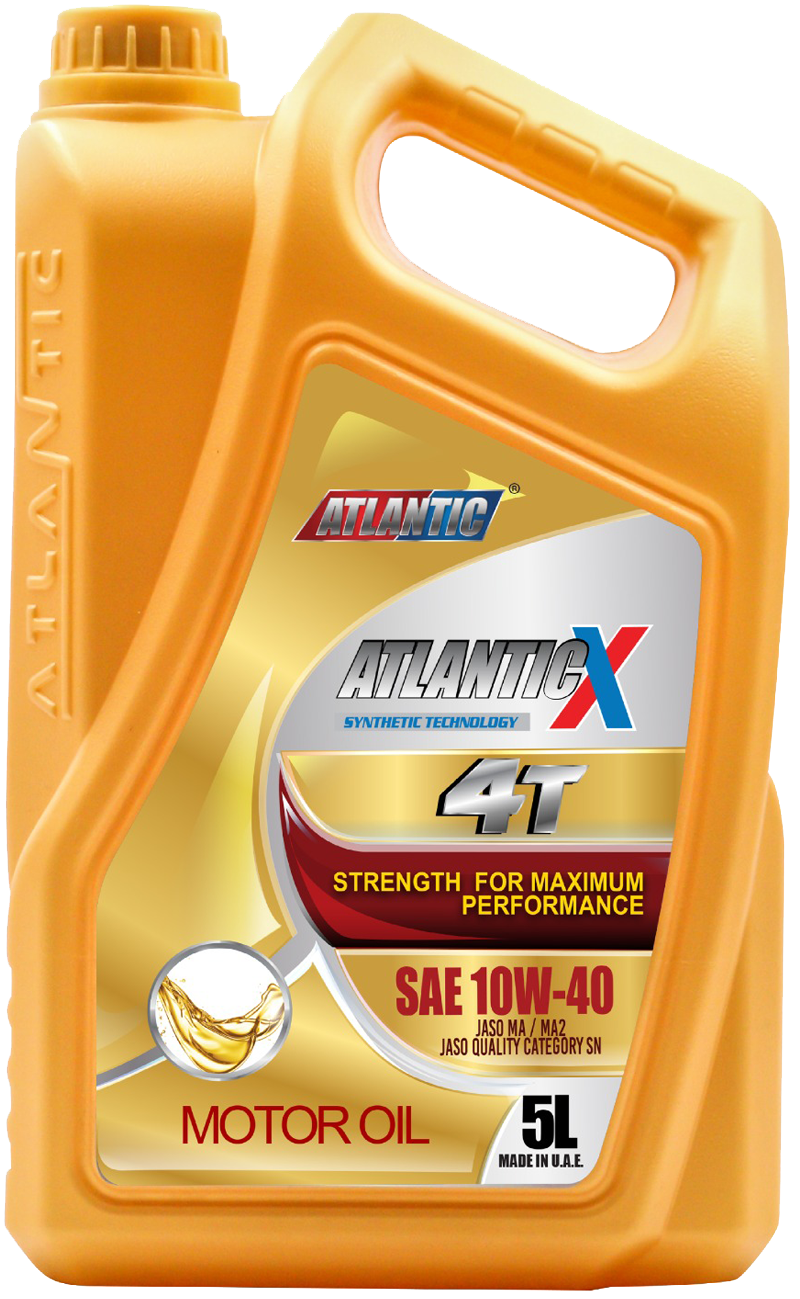 ATLANTIC
ATLANTIC®
ATLANTIC X
SYNTHETIC TECHNOLOGY
4T
STRENGTH FOR MAXIMUM
PERFORMANCE
SAE 10W-40
JASO MA / MA2
JASO QUALITY CATEGORY SN
MOTOR OIL
5L
MADE IN U.A.E.